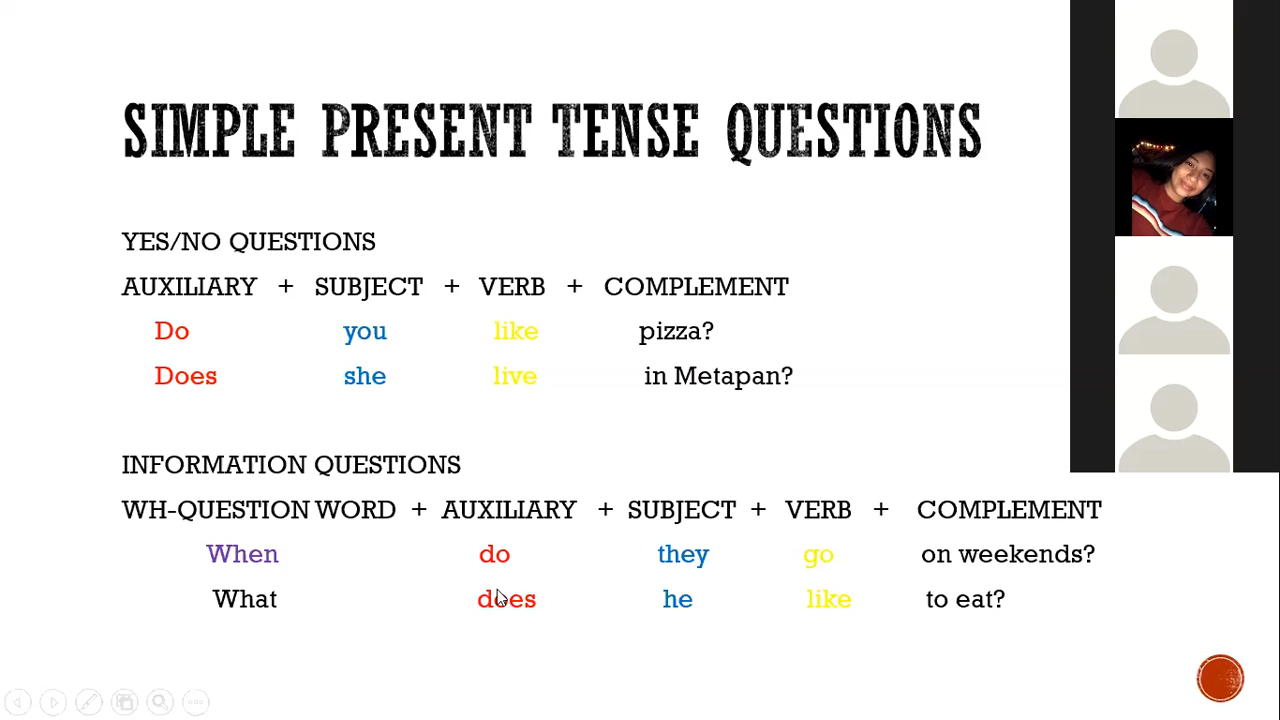 SIMPLE PRESENT TENSE QUESTIONS
YES/NO QUESTIONS
AUXILIARY + SUBJECT + VERB + COMPLEMENT
Do you like pizza?
Does she live in Metapan?
INFORMATION QUESTIONS
WH-QUESTION WORD + AUXILIARY + SUBJECT + VERB + COMPLEMENT
When do they go on weekends?
What does he like to eat?